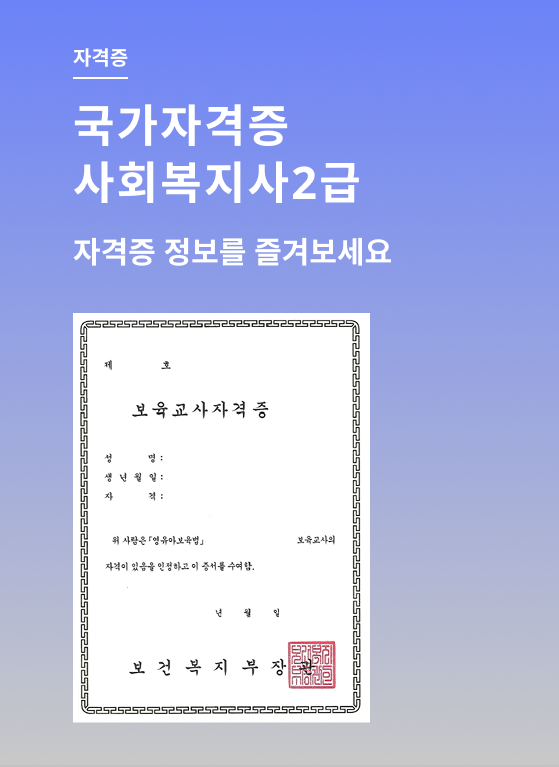 자격증
국가자격증
사회복지사2급
자격증 정보를 즐겨보세요
제 호
보육교사자격증
성 명 :
생 년 월 일 :
자 격 :
위 사람은 「영유아보육법」 보육교사의
자격이 있음을 인정하고 이 증서를 수여함.
년 월 일
보건복지부장관